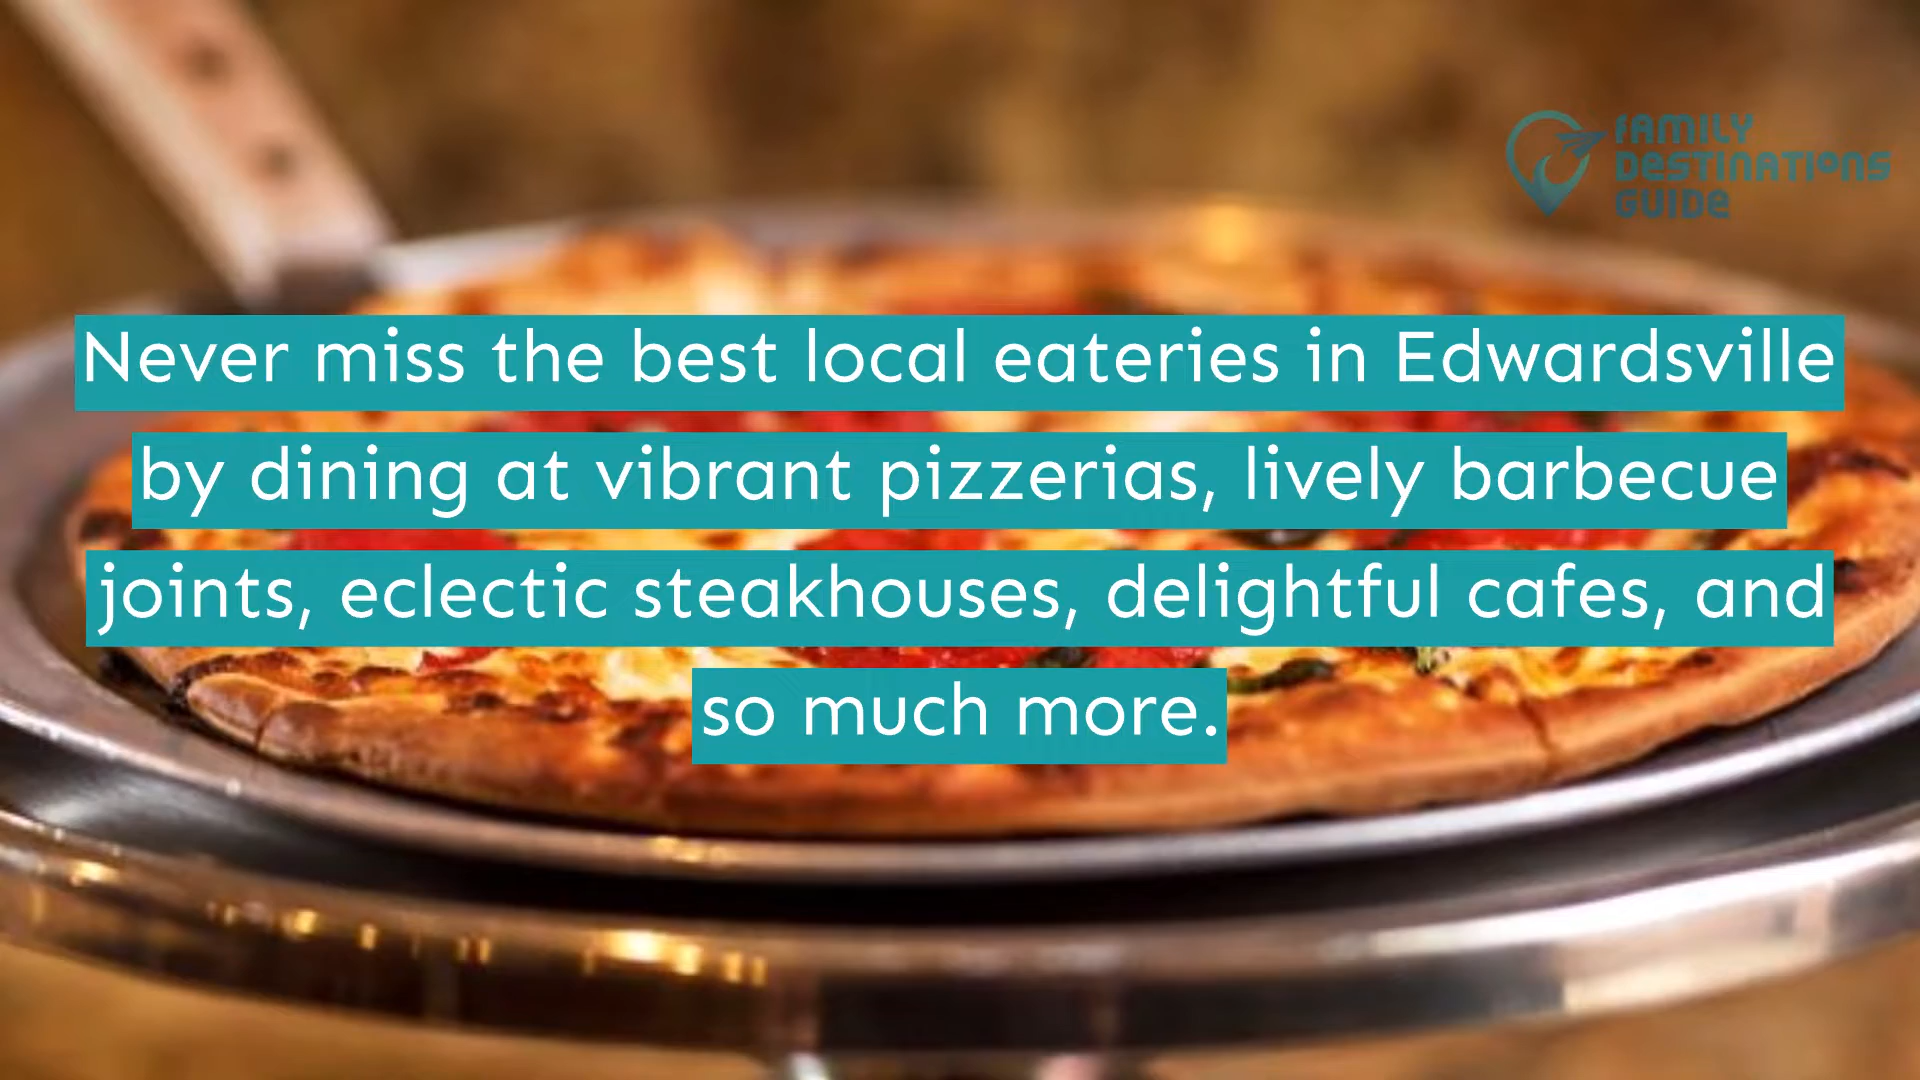 FAMILY
DESTINATIONS
GUIDE
Never miss the best local eateries in Edwardsville
by dining at vibrant pizzerias, lively barbecue
joints, eclectic steakhouses, delightful cafes, and
so much more.